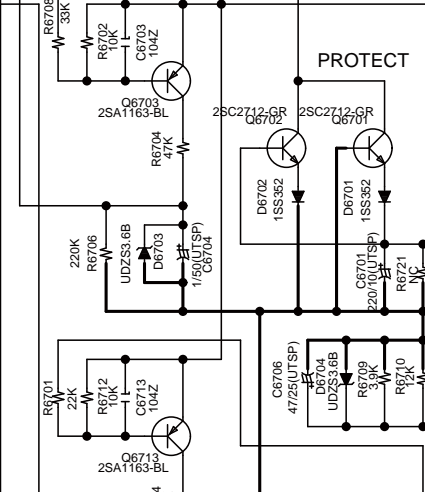 R6708
33K
R6702
10K
C6703
104Z
PROTECT
Q6703
2SA1163-BL
2SC2712-GR
Q6702
2SC2712-GR
Q6701
R6704
47K
D6702
1SS352
D6701
1SS352
220K
R6706
UDZS3.6B
D6703
1/50(UTSP)
C6704
C6701
220/10(UTSP)
R6721
NC
R6701
22K
R6712
10K
C6713
104Z
C6706
47/25(UTSP)
D6704
UDZS3.6B
R6709
3.9K
R6710
12K
Q6713
2SA1163-BL
4